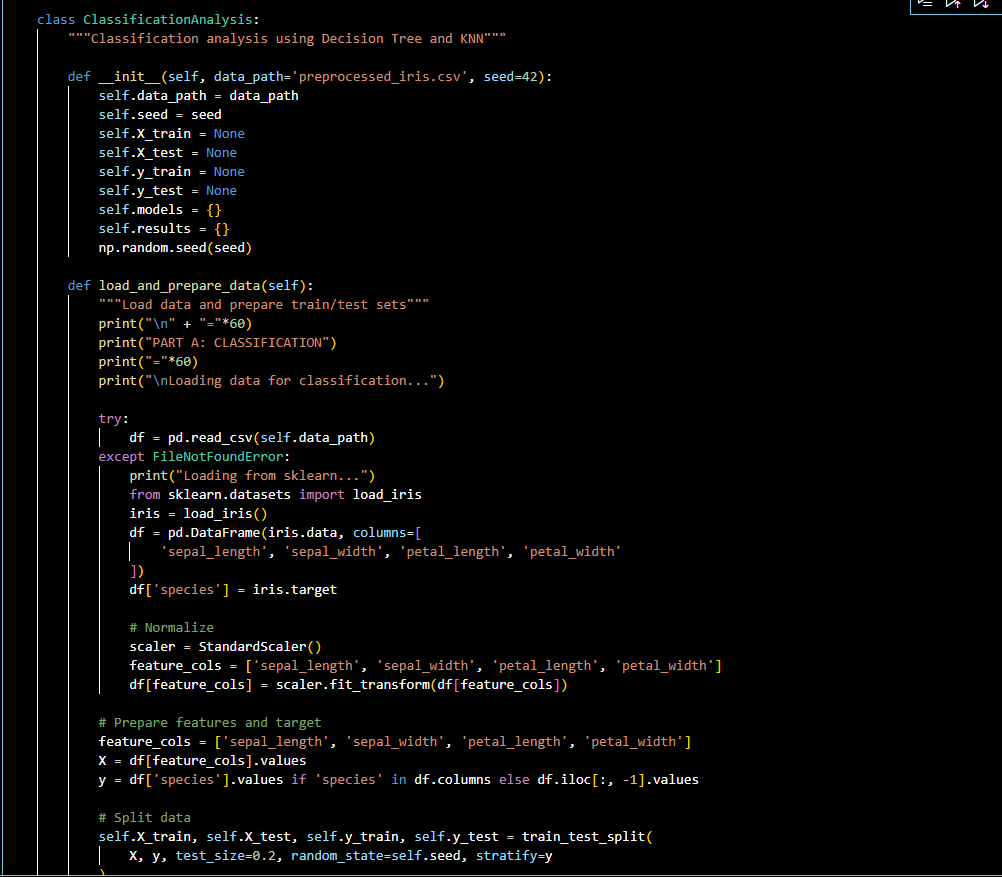 class ClassificationAnalysis:
    """Classification analysis using Decision Tree and KNN"""

    def __init__(self, data_path='preprocessed_iris.csv', seed=42):
        self.data_path = data_path
        self.seed = seed
        self.X_train = None
        self.X_test = None
        self.y_train = None
        self.y_test = None
        self.models = {}
        self.results = {}
        np.random.seed(seed)

    def load_and_prepare_data(self):
        """Load data and prepare train/test sets"""
        print("\n" + "="*60)
        print("PART A: CLASSIFICATION")
        print("="*60)
        print("\nLoading data for classification...")

        try:
            df = pd.read_csv(self.data_path)
        except FileNotFoundError:
            print("Loading from sklearn...")
            from sklearn.datasets import load_iris
            iris = load_iris()
            df = pd.DataFrame(iris.data, columns=[
                'sepal_length', 'sepal_width', 'petal_length', 'petal_width'
            ])
            df['species'] = iris.target

            # Normalize
            scaler = StandardScaler()
            feature_cols = ['sepal_length', 'sepal_width', 'petal_length', 'petal_width']
            df[feature_cols] = scaler.fit_transform(df[feature_cols])

        # Prepare features and target
        feature_cols = ['sepal_length', 'sepal_width', 'petal_length', 'petal_width']
        X = df[feature_cols].values
        y = df['species'].values if 'species' in df.columns else df.iloc[:, -1].values

        # Split data
        self.X_train, self.X_test, self.y_train, self.y_test = train_test_split(
            X, y, test_size=0.2, random_state=self.seed, stratify=y
        )